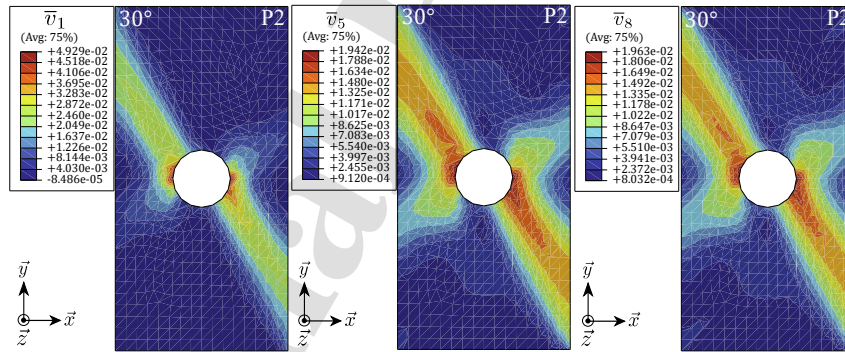 v̅₁
(Avg: 75%)
+4.929e-02
+4.518e-02
+4.106e-02
+3.695e-02
+3.283e-02
+2.872e-02
+2.460e-02
+2.049e-02
+1.637e-02
+1.226e-02
+8.144e-03
+4.030e-03
-8.486e-05
30°
P2
y⃗
z⃗
x⃗
v̅₅
(Avg: 75%)
+1.942e-02
+1.788e-02
+1.634e-02
+1.480e-02
+1.325e-02
+1.171e-02
+1.017e-02
+8.625e-03
+7.083e-03
+5.540e-03
+3.997e-03
+2.455e-03
+9.120e-04
30°
P2
y⃗
z⃗
x⃗
v̅₈
(Avg: 75%)
+1.963e-02
+1.806e-02
+1.649e-02
+1.492e-02
+1.335e-02
+1.178e-02
+1.022e-02
+8.647e-03
+7.079e-03
+5.510e-03
+3.941e-03
+2.372e-03
+8.032e-04
30°
P2
y⃗
z⃗
x⃗